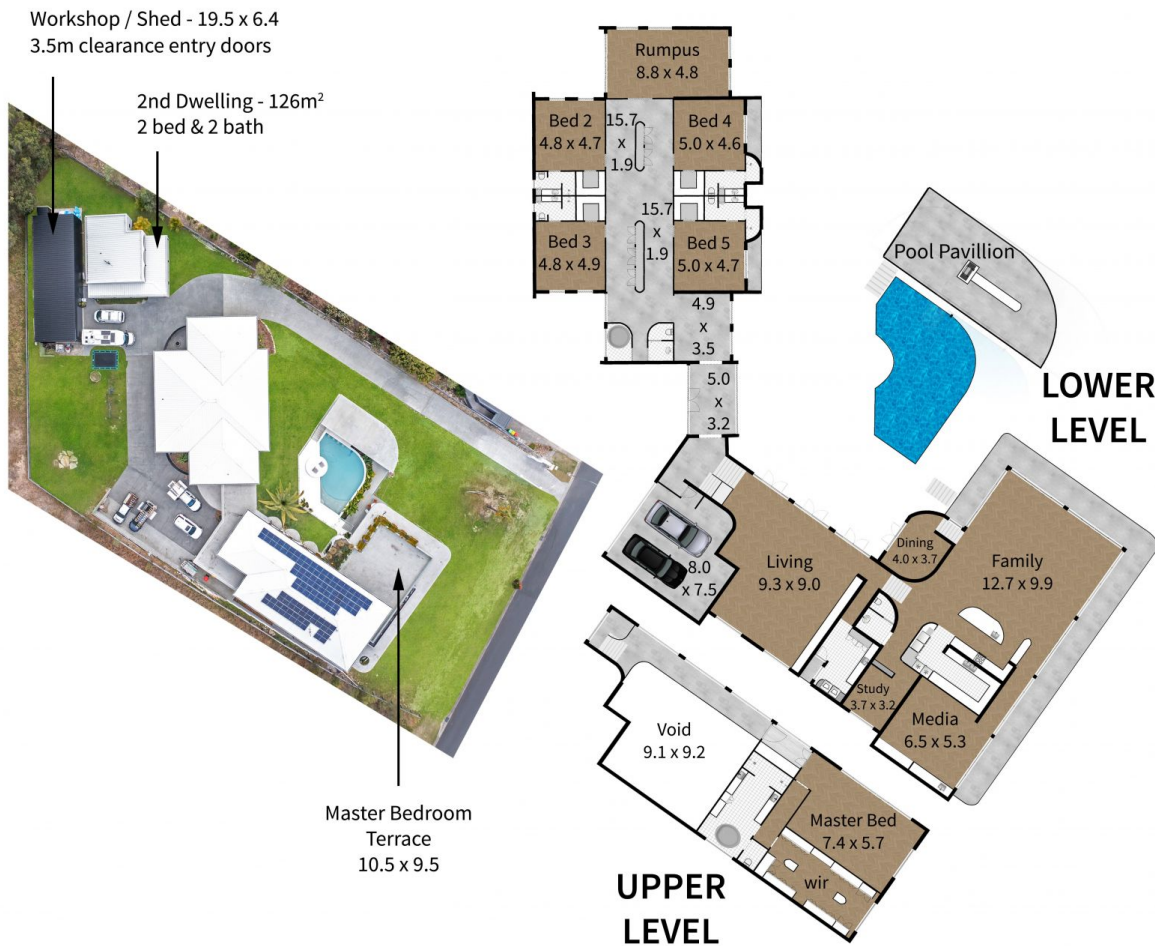 Workshop / Shed - 19.5 x 6.4
3.5m clearance entry doors
2nd Dwelling - 126m²
2 bed & 2 bath
Master Bedroom
Terrace
10.5 x 9.5
Rumpus
8.8 x 4.8
Bed 2
4.8 x 4.7
15.7
x
1.9
Bed 4
5.0 x 4.6
Bed 3
4.8 x 4.9
15.7
x
1.9
Bed 5
5.0 x 4.7
4.9
x
3.5
5.0
x
3.2
Pool Pavillion
LOWER
LEVEL
8.0
x 7.5
Living
9.3 x 9.0
Dining
4.0 x 3.7
Family
12.7 x 9.9
Study
3.7 x 3.2
Media
6.5 x 5.3
Void
9.1 x 9.2
Master Bed
7.4 x 5.7
wir
UPPER
LEVEL